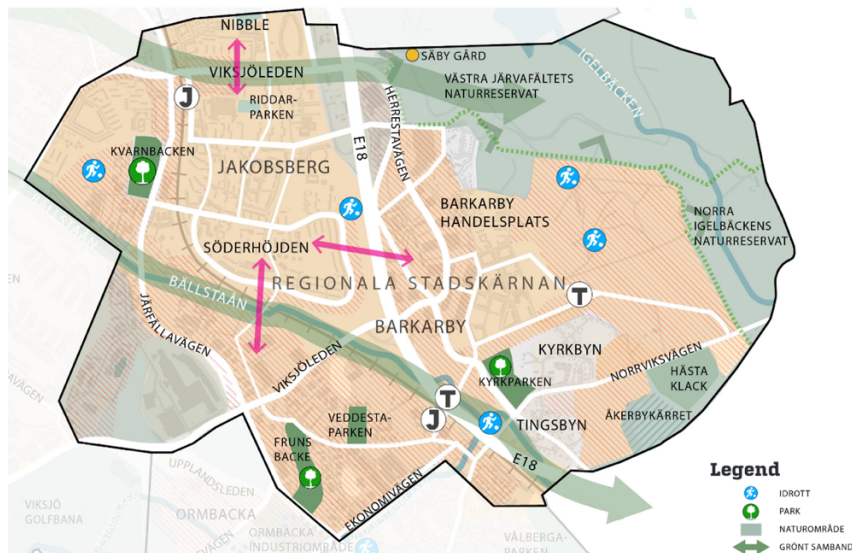 NIBBLE
SÄBY GÅRD
IGELBÄCKEN
VIKSJÖLEDEN
VÄSTRA JÄRVAFÄLTETS
NATURRESERVAT
J
RIDDAR-
PARKEN
HERRESTAVÄGEN
E18
KVARNBACKEN
JAKOBSBERG
BARKARBY
HANDELSPLATS
NORRA
IGELBÄCKENS
NATURRESERVAT
SÖDERHÖJDEN
BÄLLSTAÅN
REGIONALA STADSKÄRNAN
T
JÄRFÄLLAVÄGEN
BARKARBY
KYRKBYN
VIKSJÖLEDEN
KYRKPARKEN
NORRVIKSVÄGEN
HÄSTA
KLACK
T
J
ÅKERBYKÄRRET
VEDDESTA-
PARKEN
TINGSBYN
FRUNS
BACKE
E18
EKONOMIVÄGEN
UPPLANDSLEDEN
VIKSJÖ
GOLFBANA
ORMBACKA
ORMBACKA
INDUSTRIOMRÅDE
VÄLBERGA-
PARKEN
Legend
IDROTT
PARK
NATUROMRÅDE
GRÖNT SAMBAND